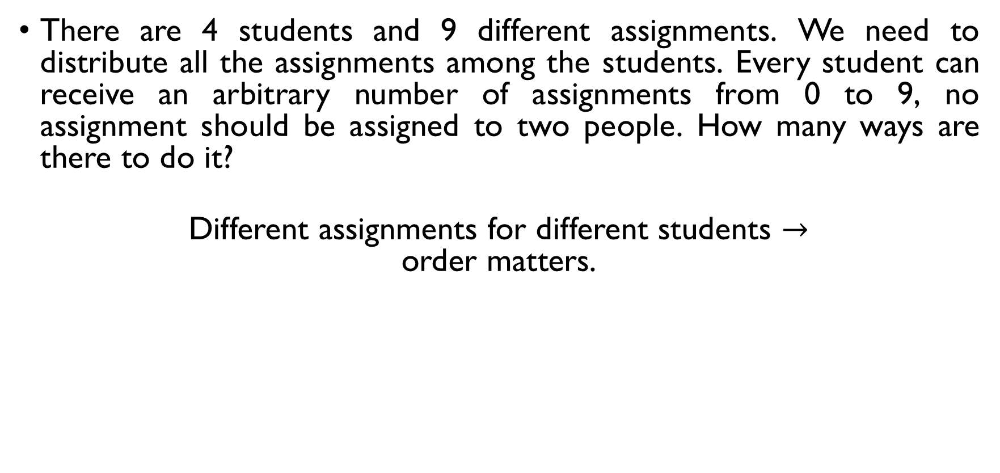 • There are 4 students and 9 different assignments. We need to
distribute all the assignments among the students. Every student can
receive an arbitrary number of assignments from 0 to 9, no
assignment should be assigned to two people. How many ways are
there to do it?
Different assignments for different students →
order matters.